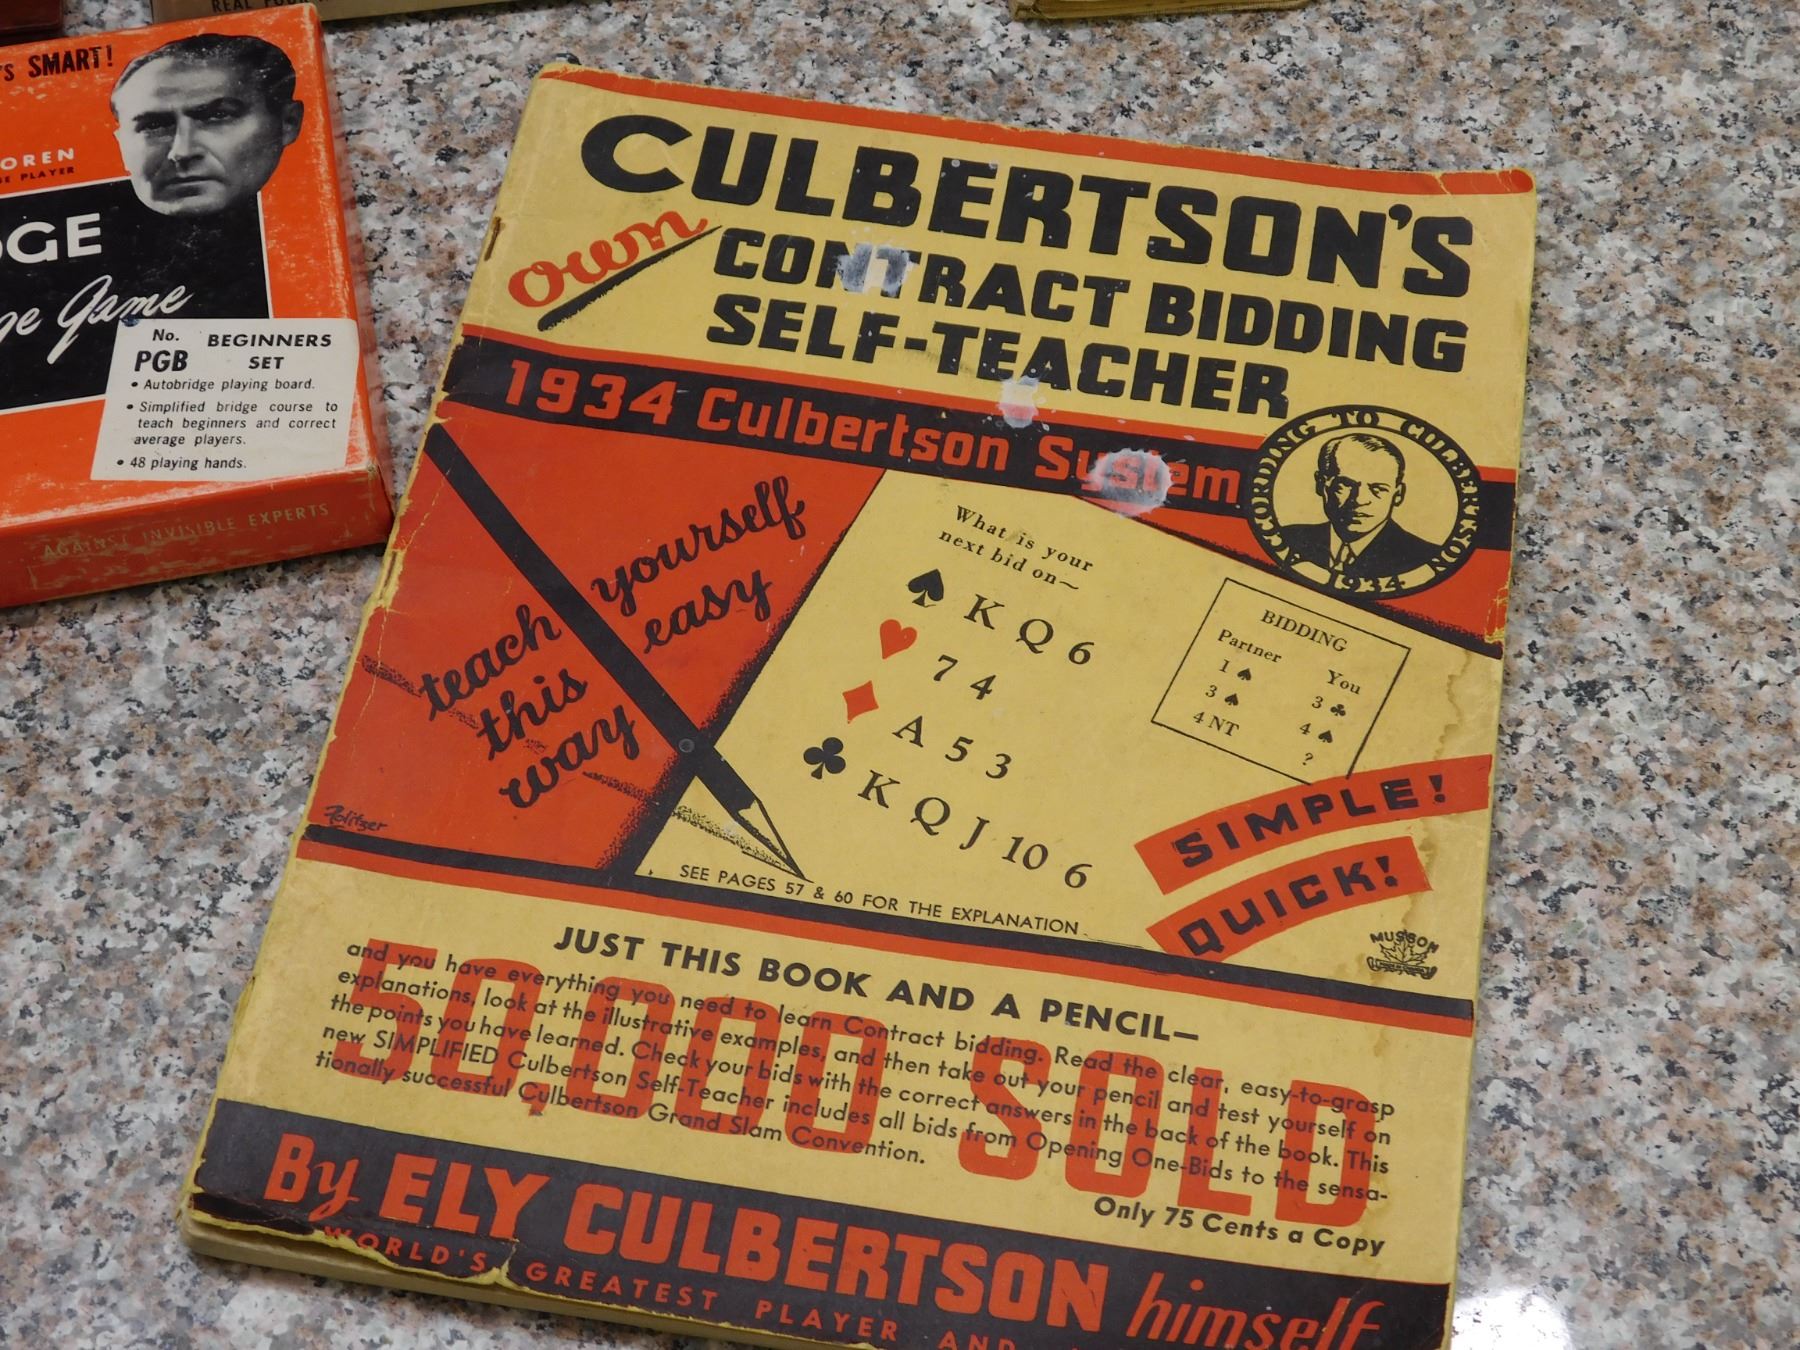 REAL
'S SMART!
OREN
PLAYER
DGE
ge Game
No. PGB
BEGINNERS SET
• Autobridge playing board.
• Simplified bridge course to
teach beginners and correct
average players.
• 48 playing hands.
AGAINST INVISIBLE EXPERTS
CULBERTSON'S
own
CONTRACT BIDDING
SELF-TEACHER
1934 Culbertson System
ACCORDING TO CULBERTSON
1934
teach yourself
this easy
way
Politzer
What is your
next bid on—
♠ K Q 6
♥ 7 4
♦ A 5 3
♣ K Q J 10 6
BIDDING
Partner You
1 ♠ 3 ♣
3 ♠ 4 ♠
4 NT ?
SEE PAGES 57 & 60 FOR THE EXPLANATION
SIMPLE!
QUICK!
MUSSON
JUST THIS BOOK AND A PENCIL—
and you have everything you need to learn Contract bidding. Read the clear, easy-to-grasp
explanations, look at the illustrative examples, and then take out your pencil and test yourself on
the points you have learned. Check your bids with the correct answers in the back of the book. This
new SIMPLIFIED Culbertson Self-Teacher includes all bids from Opening One-Bids to the sensa-
tionally successful Culbertson Grand Slam Convention.
50,000 SOLD
Only 75 Cents a Copy
By ELY CULBERTSON himself
WORLD'S GREATEST PLAYER AND